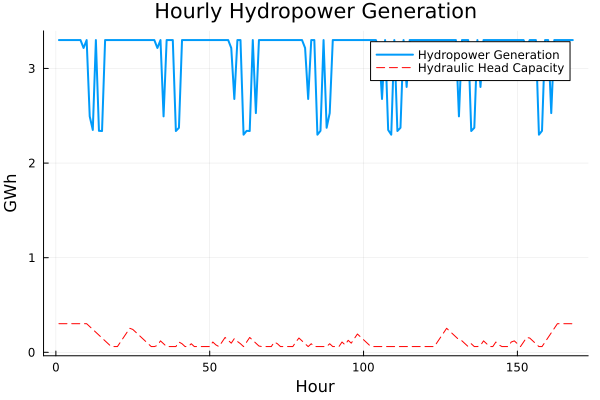 Hourly Hydropower Generation
Hydropower Generation
Hydraulic Head Capacity
GWh
3
2
1
0
0 50 100 150
Hour